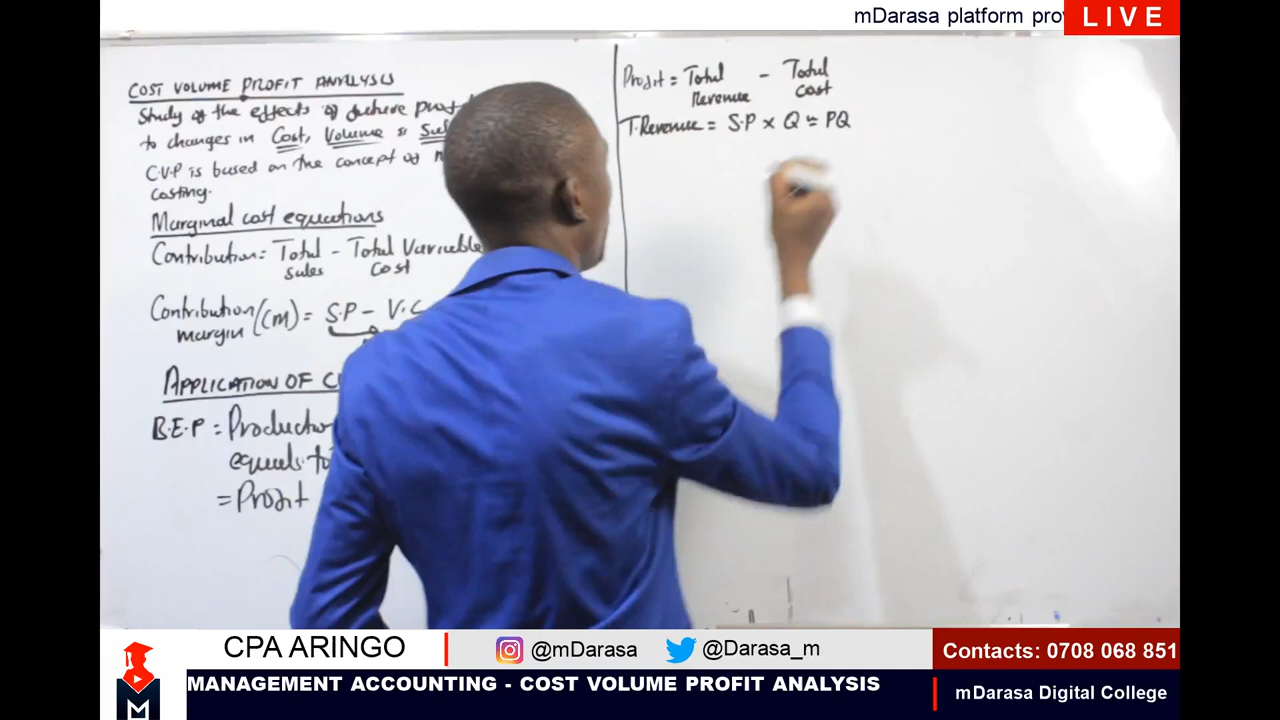 mDarasa platform
LIVE
COST VOLUME PROFIT ANALYSIS
Study of the effects of future
to changes in Cost, Volume &
C.V.P is based on the concept of
costing.
Marginal cost equations
Contribution = Total sales - Total Variable cost
Contribution margin (CM) = S.P - V.C
APPLICATION OF
B.E.P = Production
equals to
= Profit
Profit = Total Revenue - Total cost
T.Revenue = S.P x Q = PQ
CPA ARINGO
@mDarasa
@Darasa_m
Contacts: 0708 068 851
MANAGEMENT ACCOUNTING - COST VOLUME PROFIT ANALYSIS
mDarasa Digital College